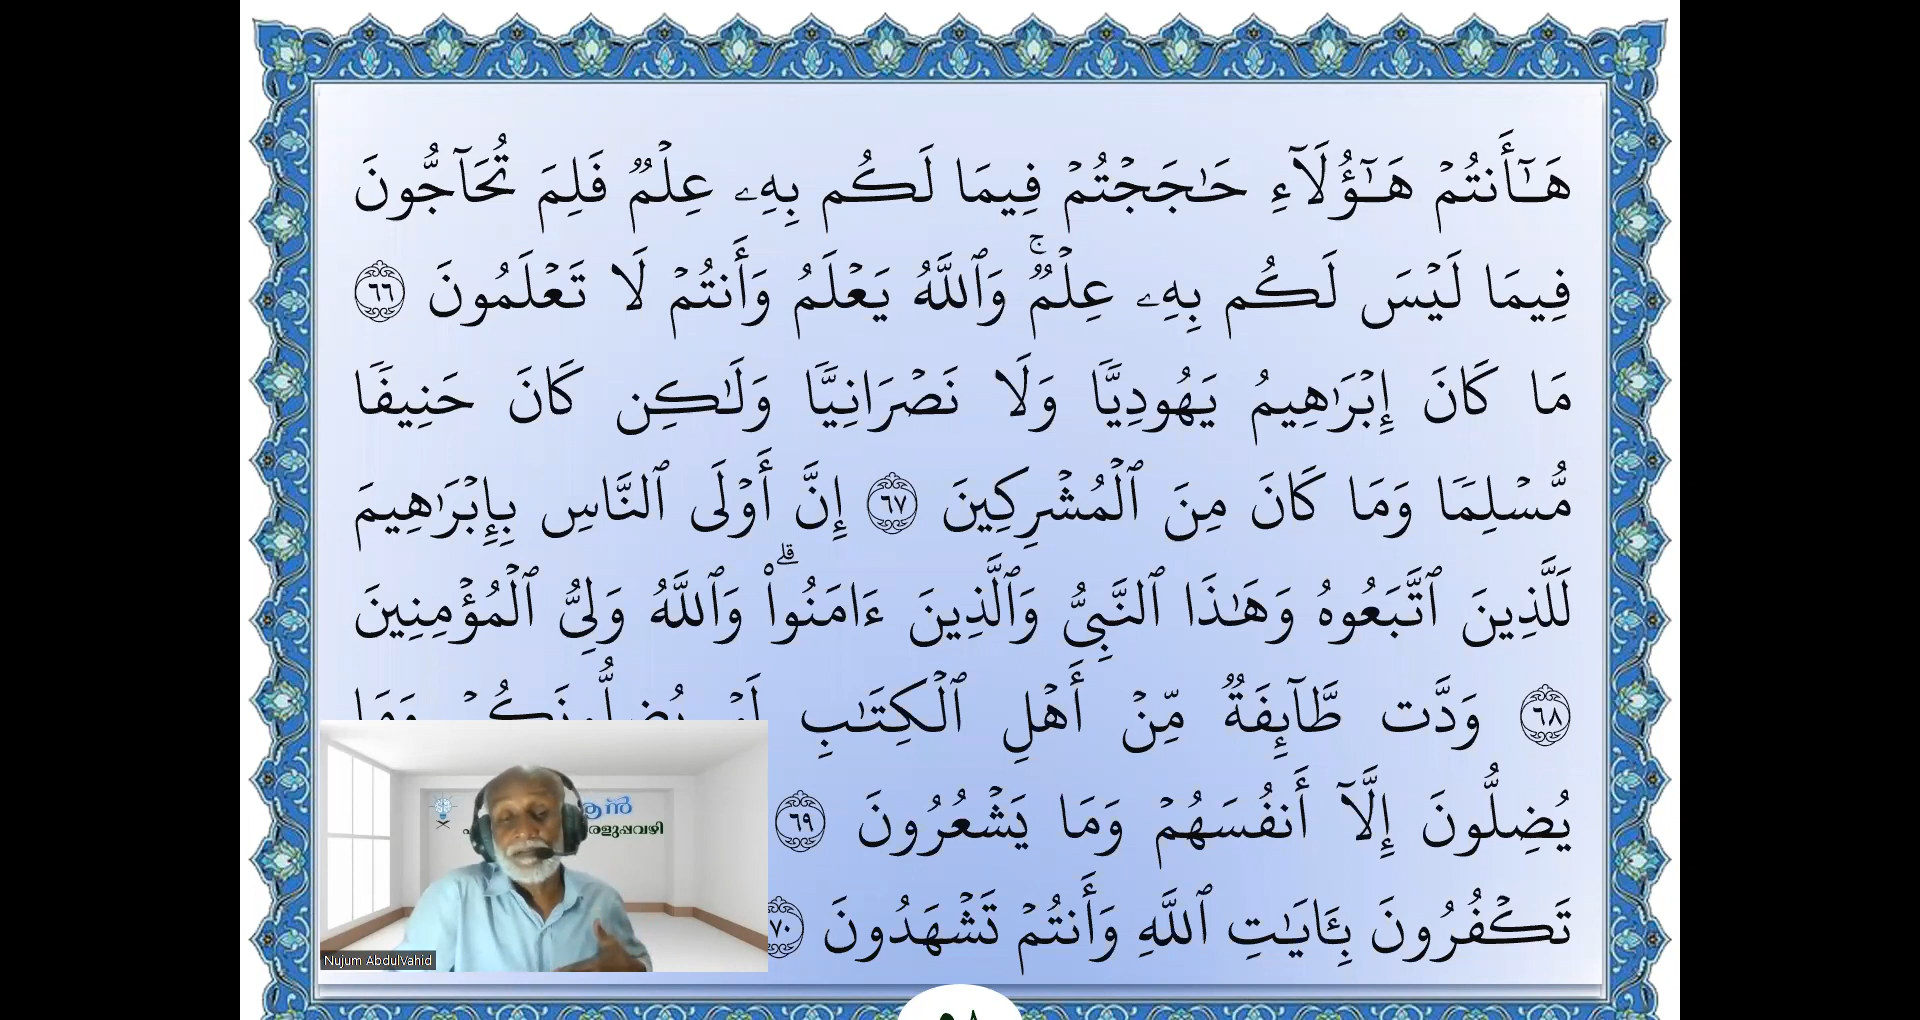 هَـٰٓأَنتُمۡ هَـٰٓؤُلَآءِ حَـٰجَجۡتُمۡ فِيمَا لَكُم بِهِۦ عِلۡمٌ فَلِمَ تُحَآجُّونَ
فِيمَا لَيۡسَ لَكُم بِهِۦ عِلۡمٌۚ وَٱللَّهُ يَعۡلَمُ وَأَنتُمۡ لَا تَعۡلَمُونَ ٦٦
مَا كَانَ إِبۡرَٰهِيمُ يَهُودِيًّا وَلَا نَصۡرَانِيًّا وَلَـٰكِن كَانَ حَنِيفًا
مُّسۡلِمًا وَمَا كَانَ مِنَ ٱلۡمُشۡرِكِينَ ٦٧ إِنَّ أَوۡلَى ٱلنَّاسِ بِإِبۡرَٰهِيمَ
لَلَّذِينَ ٱتَّبَعُوهُ وَهَـٰذَا ٱلنَّبِيُّ وَٱلَّذِينَ ءَامَنُواْۗ وَٱللَّهُ وَلِيُّ ٱلۡمُؤۡمِنِينَ
٦٨ وَدَّت طَّآئِفَةٌ مِّنۡ أَهۡلِ ٱلۡكِتَـٰبِ لَوۡ يُضِلُّونَكُمۡ وَمَا
يُضِلُّونَ إِلَّآ أَنفُسَهُمۡ وَمَا يَشۡعُرُونَ ٦٩
تَكۡفُرُونَ بِـَٔايَـٰتِ ٱللَّهِ وَأَنتُمۡ تَشۡهَدُونَ ٧٠
Nujum AbdulVahid